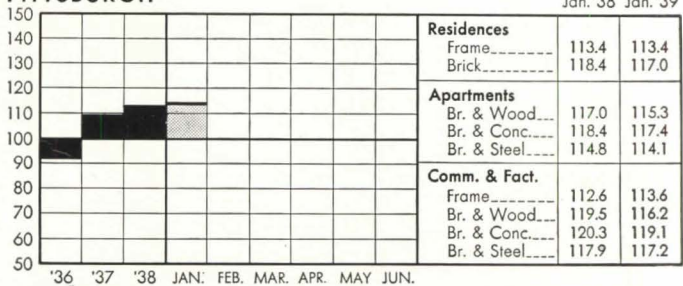 Jan. '38 Jan. '39
150
140
130
120
110
100
90
80
70
60
50
'36 '37 '38 JAN. FEB. MAR. APR. MAY JUN.
Residences
Frame 113.4 113.4
Brick 118.4 117.0
Apartments
Br. & Wood 117.0 115.3
Br. & Conc. 118.4 117.4
Br. & Steel 114.8 114.1
Comm. & Fact.
Frame 112.6 113.6
Br. & Wood 119.5 116.2
Br. & Conc. 120.3 119.1
Br. & Steel 117.9 117.2